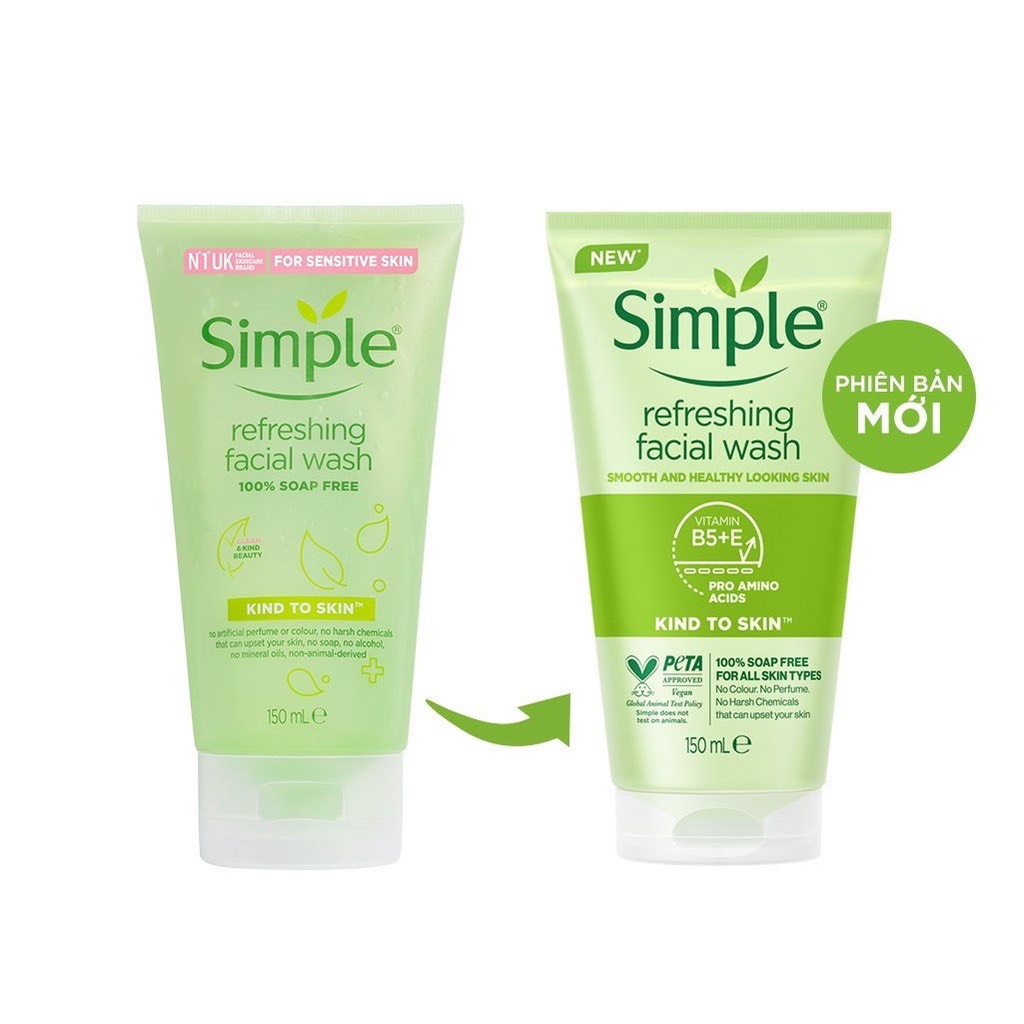 N°1 UK FACIAL SKINCARE BRAND FOR SENSITIVE SKIN
Simple®
refreshing
facial wash
100% SOAP FREE
CLEAN
& KIND
BEAUTY
KIND TO SKIN™
no artificial perfume or colour, no harsh chemicals
that can upset your skin, no soap, no alcohol,
no mineral oils, non-animal-derived
150 mL e
NEW*
Simple®
refreshing
facial wash
SMOOTH AND HEALTHY LOOKING SKIN
VITAMIN
B5+E
PRO AMINO
ACIDS
KIND TO SKIN™
PETA
APPROVED
Vegan
Global Animal Test Policy
Simple does not
test on animals.
100% SOAP FREE
FOR ALL SKIN TYPES
No Colour. No Perfume.
No Harsh Chemicals
that can upset your skin
150 mL e
PHIÊN BẢN
MỚI